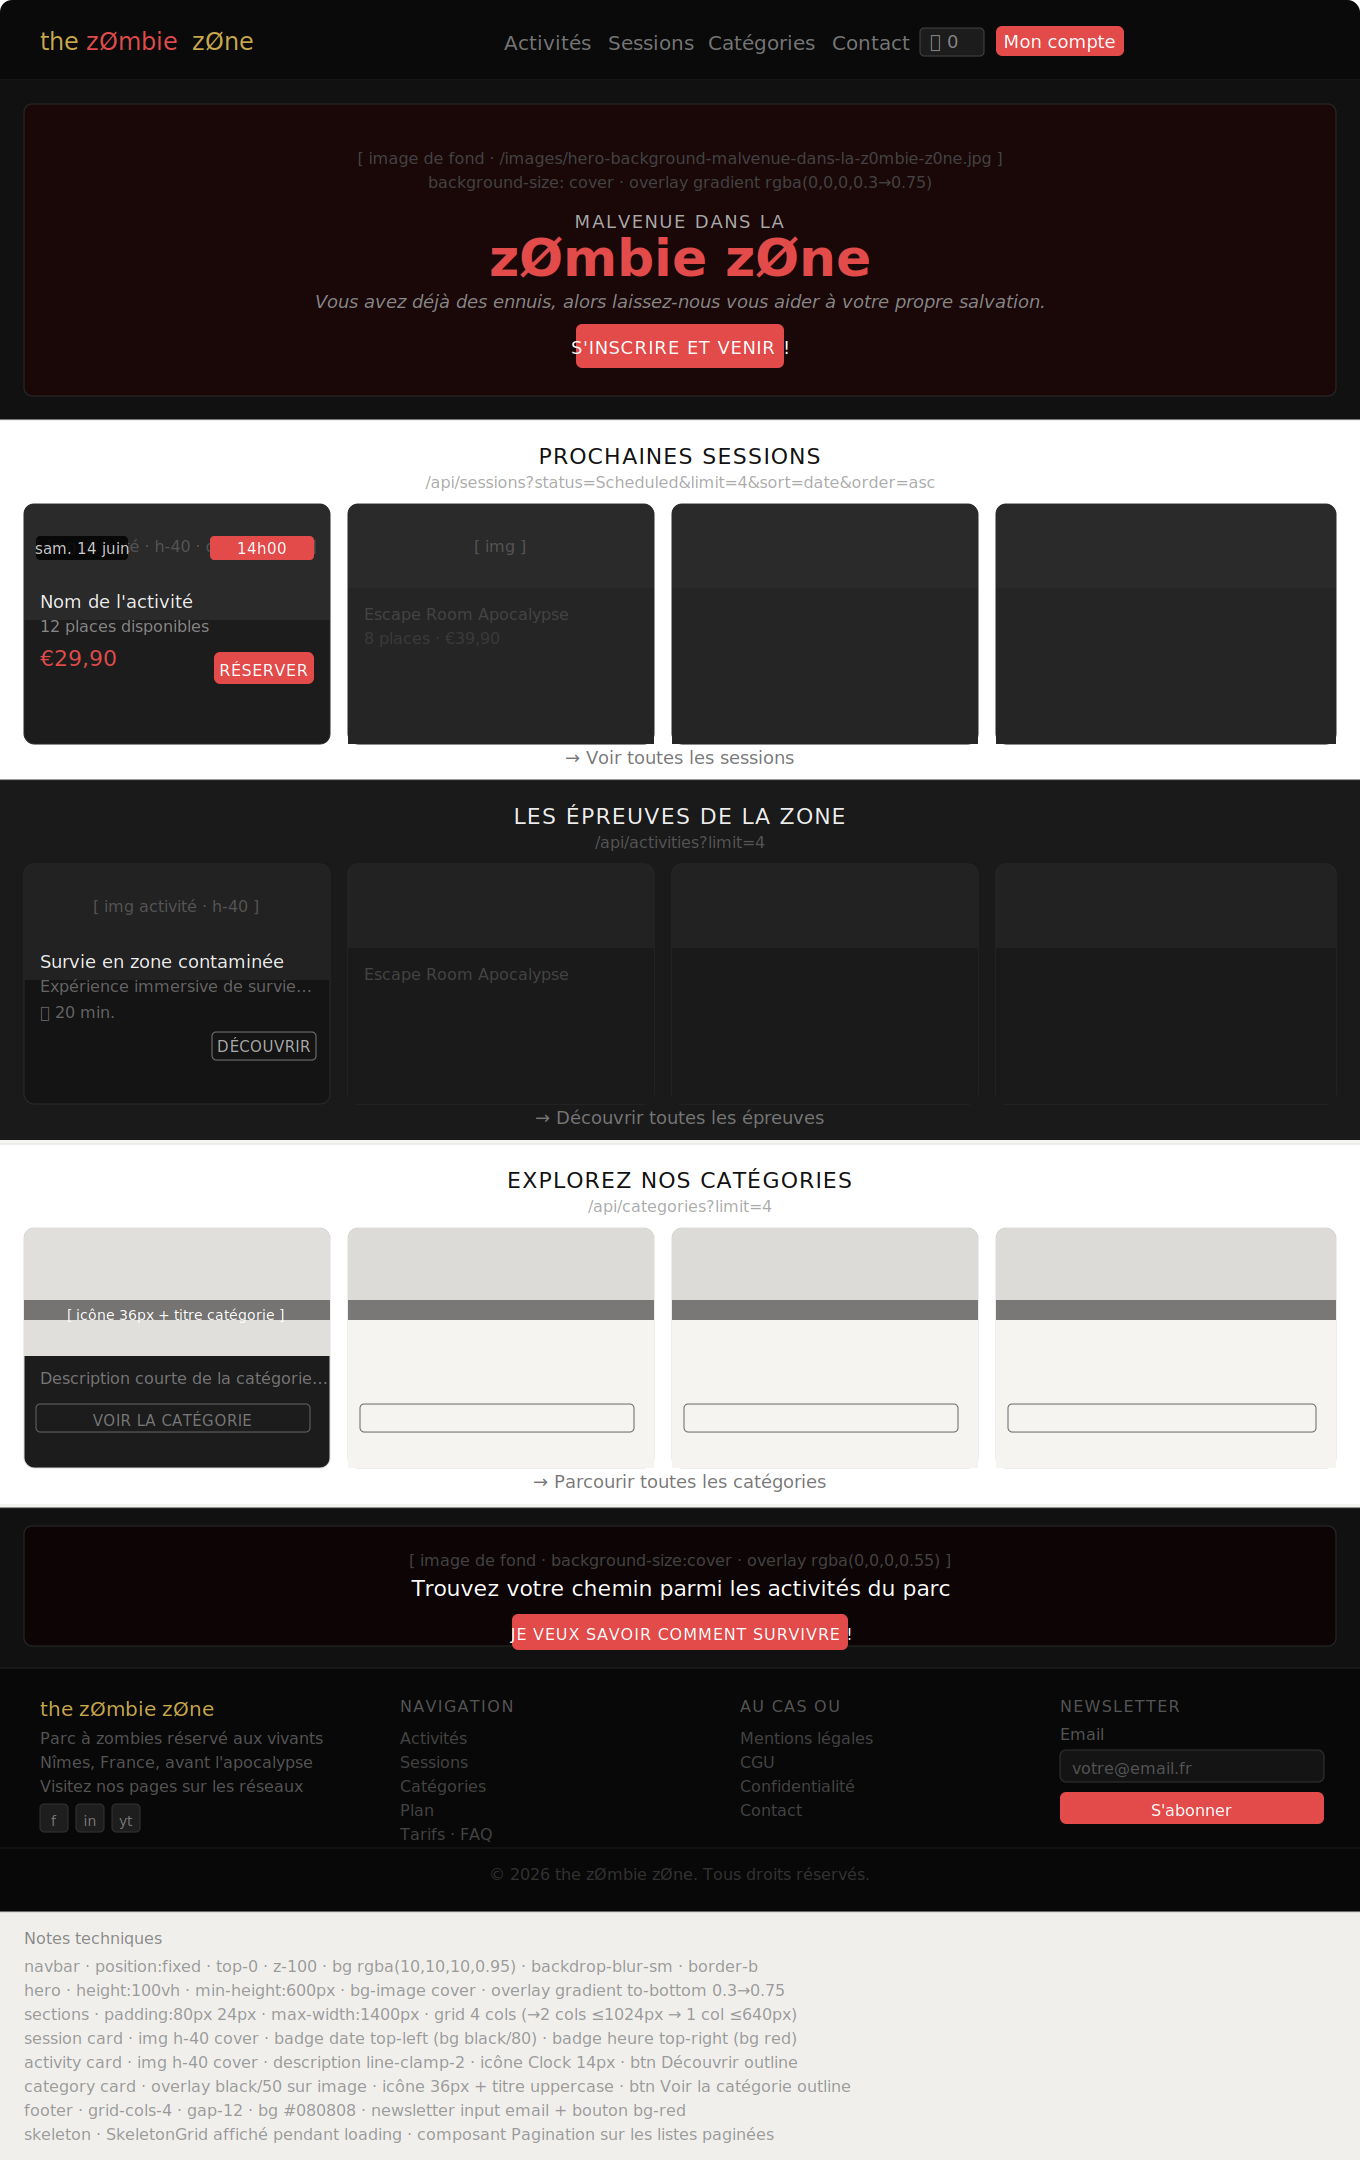 the zØmbie zØne
Activités Sessions Catégories Contact 0 Mon compte
[ image de fond · /images/hero-background-malvenue-dans-la-z0mbie-z0ne.jpg ]
background-size: cover · overlay gradient rgba(0,0,0,0.3→0.75)
MALVENUE DANS LA
zØmbie zØne
Vous avez déjà des ennuis, alors laissez-nous vous aider à votre propre salvation.
S'INSCRIRE ET VENIR !
PROCHAINES SESSIONS
/api/sessions?status=Scheduled&limit=4&sort=date&order=asc
sam. 14 juin
é · h-40 ·
]
14h00
Nom de l'activité
12 places disponibles
€29,90
RÉSERVER
[ img ]
Escape Room Apocalypse
8 places · €39,90
→ Voir toutes les sessions
LES ÉPREUVES DE LA ZONE
/api/activities?limit=4
[ img activité · h-40 ]
Survie en zone contaminée
Expérience immersive de survie…
20 min.
DÉCOUVRIR
Escape Room Apocalypse
→ Découvrir toutes les épreuves
EXPLOREZ NOS CATÉGORIES
/api/categories?limit=4
[ icône 36px + titre catégorie ]
Description courte de la catégorie…
VOIR LA CATÉGORIE
→ Parcourir toutes les catégories
[ image de fond · background-size:cover · overlay rgba(0,0,0,0.55) ]
Trouvez votre chemin parmi les activités du parc
JE VEUX SAVOIR COMMENT SURVIVRE !
the zØmbie zØne
Parc à zombies réservé aux vivants
Nîmes, France, avant l'apocalypse
Visitez nos pages sur les réseaux
f in yt
NAVIGATION
Activités
Sessions
Catégories
Plan
Tarifs · FAQ
AU CAS OU
Mentions légales
CGU
Confidentialité
Contact
NEWSLETTER
Email
votre@email.fr
S'abonner
© 2026 the zØmbie zØne. Tous droits réservés.
Notes techniques
navbar · position:fixed · top-0 · z-100 · bg rgba(10,10,10,0.95) · backdrop-blur-sm · border-b
hero · height:100vh · min-height:600px · bg-image cover · overlay gradient to-bottom 0.3→0.75
sections · padding:80px 24px · max-width:1400px · grid 4 cols (→2 cols ≤1024px → 1 col ≤640px)
session card · img h-40 cover · badge date top-left (bg black/80) · badge heure top-right (bg red)
activity card · img h-40 cover · description line-clamp-2 · icône Clock 14px · btn Découvrir outline
category card · overlay black/50 sur image · icône 36px + titre uppercase · btn Voir la catégorie outline
footer · grid-cols-4 · gap-12 · bg #080808 · newsletter input email + bouton bg-red
skeleton · SkeletonGrid affiché pendant loading · composant Pagination sur les listes paginées